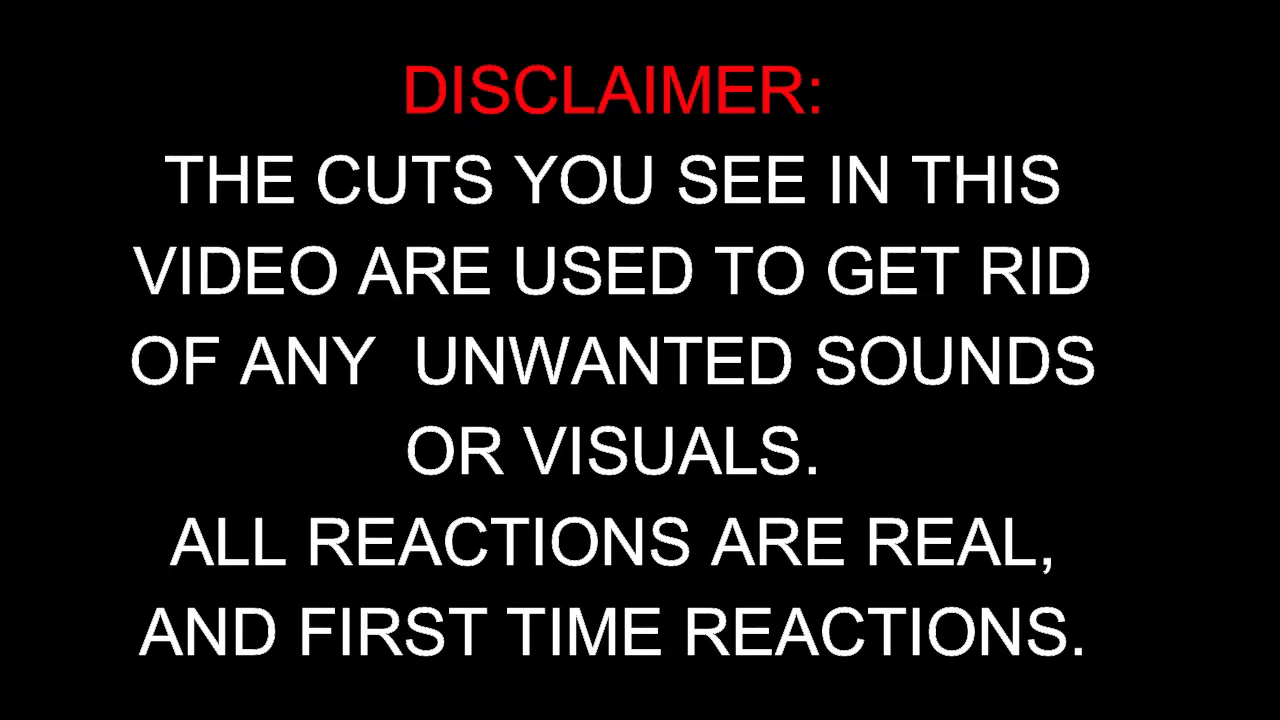 DISCLAIMER:
THE CUTS YOU SEE IN THIS
VIDEO ARE USED TO GET RID
OF ANY  UNWANTED SOUNDS
OR VISUALS.
ALL REACTIONS ARE REAL,
AND FIRST TIME REACTIONS.